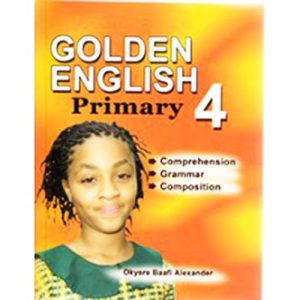 GOLDEN
ENGLISH
Primary 4
Comprehension
Grammar
Composition
Okyere Baafi Alexander